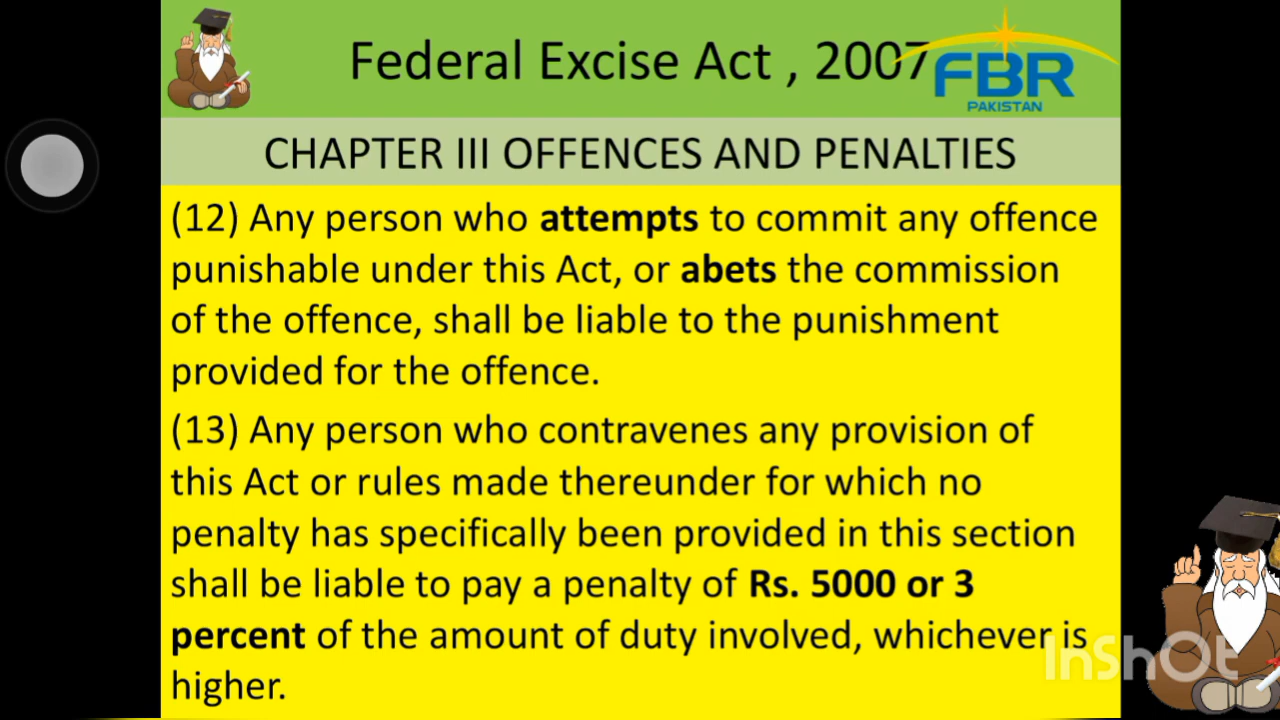 Federal Excise Act , 2007
FBR
PAKISTAN
CHAPTER III OFFENCES AND PENALTIES
(12) Any person who attempts to commit any offence
punishable under this Act, or abets the commission
of the offence, shall be liable to the punishment
provided for the offence.
(13) Any person who contravenes any provision of
this Act or rules made thereunder for which no
penalty has specifically been provided in this section
shall be liable to pay a penalty of Rs. 5000 or 3
percent of the amount of duty involved, whichever is
higher.
InShOt